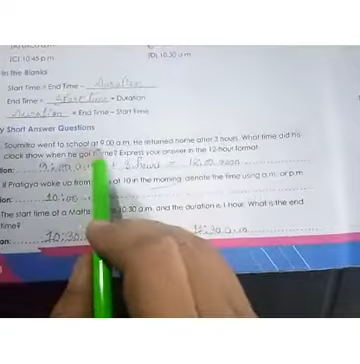 (C) 10:45 p.m. (D) 10:30 a.m.
in the Blanks
Start Time = End Time - Duration
End Time = Start time + Duration
Duration = End Time - Start Time
y Short Answer Questions
Soumitra went to school at 9:00 a.m. He returned home after 3 hours. What time did his
clock show when he got home? Express your answer in the 12-hour format.
ion: 9:00 a.m + 3 hours = 12:00 noon
If Pratigya woke up from at 10 in the morning, denote the time using a.m. or p.m.
ion: 10:00
The start time of a Maths 10:30 a.m. and the duration is 1 Hour. What is the end
time?
on: 10:30 11:30 a.m